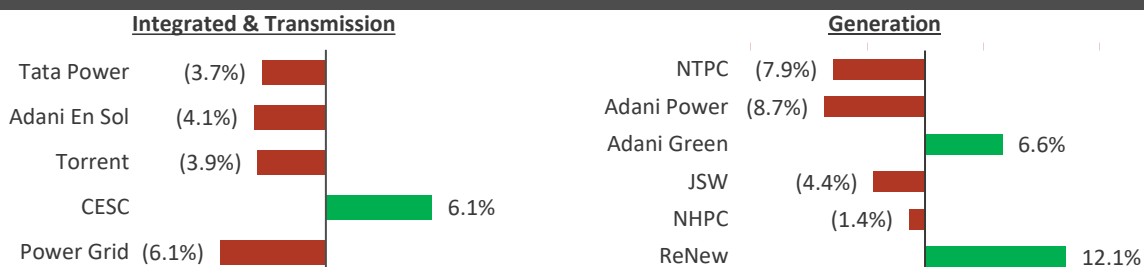 Integrated & Transmission
Tata Power (3.7%)
Adani En Sol (4.1%)
Torrent (3.9%)
CESC 6.1%
Power Grid (6.1%)
Generation
NTPC (7.9%)
Adani Power (8.7%)
Adani Green 6.6%
JSW (4.4%)
NHPC (1.4%)
ReNew 12.1%